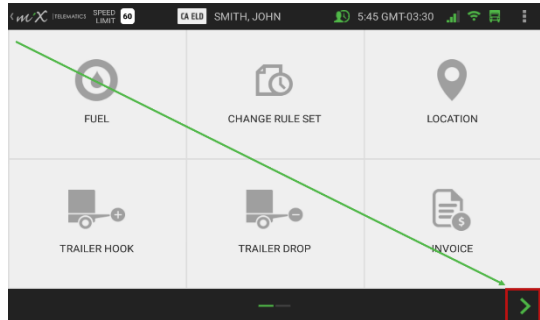 miX TELEMATICS SPEED LIMIT 60 CA ELD SMITH, JOHN 5:45 GMT-03:30
FUEL CHANGE RULE SET LOCATION
TRAILER HOOK TRAILER DROP INVOICE